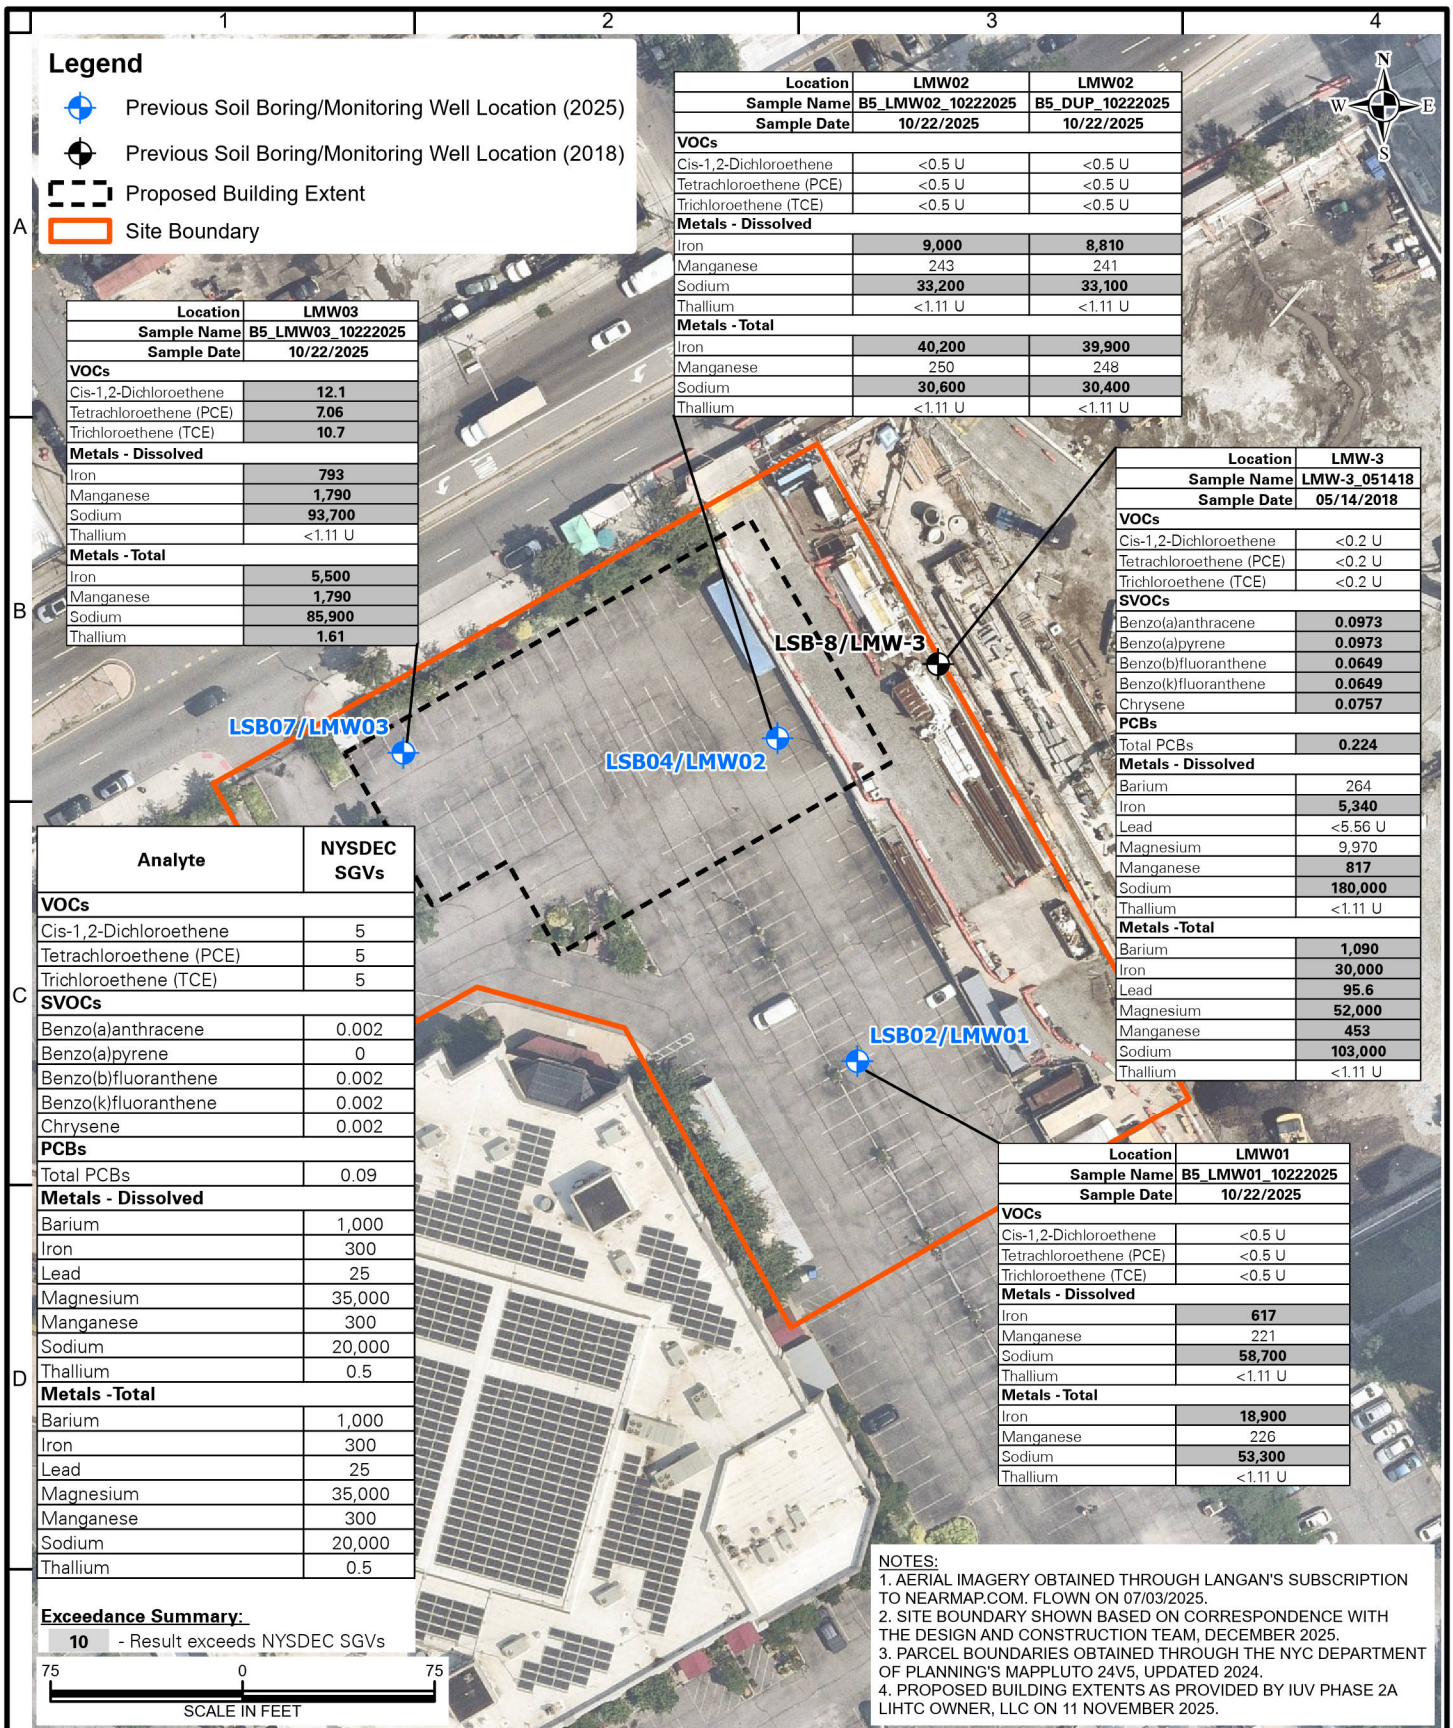 1 2 3 4
A
B
C
D
Legend
Previous Soil Boring/Monitoring Well Location (2025)
Previous Soil Boring/Monitoring Well Location (2018)
Proposed Building Extent
Site Boundary
N
W E
S
Location LMW02 LMW02
Sample Name B5_LMW02_10222025 B5_DUP_10222025
Sample Date 10/22/2025 10/22/2025
VOCs
Cis-1,2-Dichloroethene <0.5 U <0.5 U
Tetrachloroethene (PCE) <0.5 U <0.5 U
Trichloroethene (TCE) <0.5 U <0.5 U
Metals - Dissolved
Iron 9,000 8,810
Manganese 243 241
Sodium 33,200 33,100
Thallium <1.11 U <1.11 U
Metals - Total
Iron 40,200 39,900
Manganese 250 248
Sodium 30,600 30,400
Thallium <1.11 U <1.11 U
Location LMW03
Sample Name B5_LMW03_10222025
Sample Date 10/22/2025
VOCs
Cis-1,2-Dichloroethene 12.1
Tetrachloroethene (PCE) 7.06
Trichloroethene (TCE) 10.7
Metals - Dissolved
Iron 793
Manganese 1,790
Sodium 93,700
Thallium <1.11 U
Metals - Total
Iron 5,500
Manganese 1,790
Sodium 85,900
Thallium 1.61
Location LMW-3
Sample Name LMW-3_051418
Sample Date 05/14/2018
VOCs
Cis-1,2-Dichloroethene <0.2 U
Tetrachloroethene (PCE) <0.2 U
Trichloroethene (TCE) <0.2 U
SVOCs
Benzo(a)anthracene 0.0973
Benzo(a)pyrene 0.0973
Benzo(b)fluoranthene 0.0649
Benzo(k)fluoranthene 0.0649
Chrysene 0.0757
PCBs
Total PCBs 0.224
Metals - Dissolved
Barium 264
Iron 5,340
Lead <5.56 U
Magnesium 9,970
Manganese 817
Sodium 180,000
Thallium <1.11 U
Metals -Total
Barium 1,090
Iron 30,000
Lead 95.6
Magnesium 52,000
Manganese 453
Sodium 103,000
Thallium <1.11 U
LSB-8/LMW-3
LSB07/LMW03
LSB04/LMW02
LSB02/LMW01
Analyte NYSDEC SGVs
VOCs
Cis-1,2-Dichloroethene 5
Tetrachloroethene (PCE) 5
Trichloroethene (TCE) 5
SVOCs
Benzo(a)anthracene 0.002
Benzo(a)pyrene 0
Benzo(b)fluoranthene 0.002
Benzo(k)fluoranthene 0.002
Chrysene 0.002
PCBs
Total PCBs 0.09
Metals - Dissolved
Barium 1,000
Iron 300
Lead 25
Magnesium 35,000
Manganese 300
Sodium 20,000
Thallium 0.5
Metals -Total
Barium 1,000
Iron 300
Lead 25
Magnesium 35,000
Manganese 300
Sodium 20,000
Thallium 0.5
Exceedance Summary:
10 - Result exceeds NYSDEC SGVs
75 0 75
SCALE IN FEET
Location LMW01
Sample Name B5_LMW01_10222025
Sample Date 10/22/2025
VOCs
Cis-1,2-Dichloroethene <0.5 U
Tetrachloroethene (PCE) <0.5 U
Trichloroethene (TCE) <0.5 U
Metals - Dissolved
Iron 617
Manganese 221
Sodium 58,700
Thallium <1.11 U
Metals -Total
Iron 18,900
Manganese 226
Sodium 53,300
Thallium <1.11 U
NOTES:
1. AERIAL IMAGERY OBTAINED THROUGH LANGAN'S SUBSCRIPTION
TO NEARMAP.COM. FLOWN ON 07/03/2025.
2. SITE BOUNDARY SHOWN BASED ON CORRESPONDENCE WITH
THE DESIGN AND CONSTRUCTION TEAM, DECEMBER 2025.
3. PARCEL BOUNDARIES OBTAINED THROUGH THE NYC DEPARTMENT
OF PLANNING'S MAPPLUTO 24V5, UPDATED 2024.
4. PROPOSED BUILDING EXTENTS AS PROVIDED BY IUV PHASE 2A
LIHTC OWNER, LLC ON 11 NOVEMBER 2025.